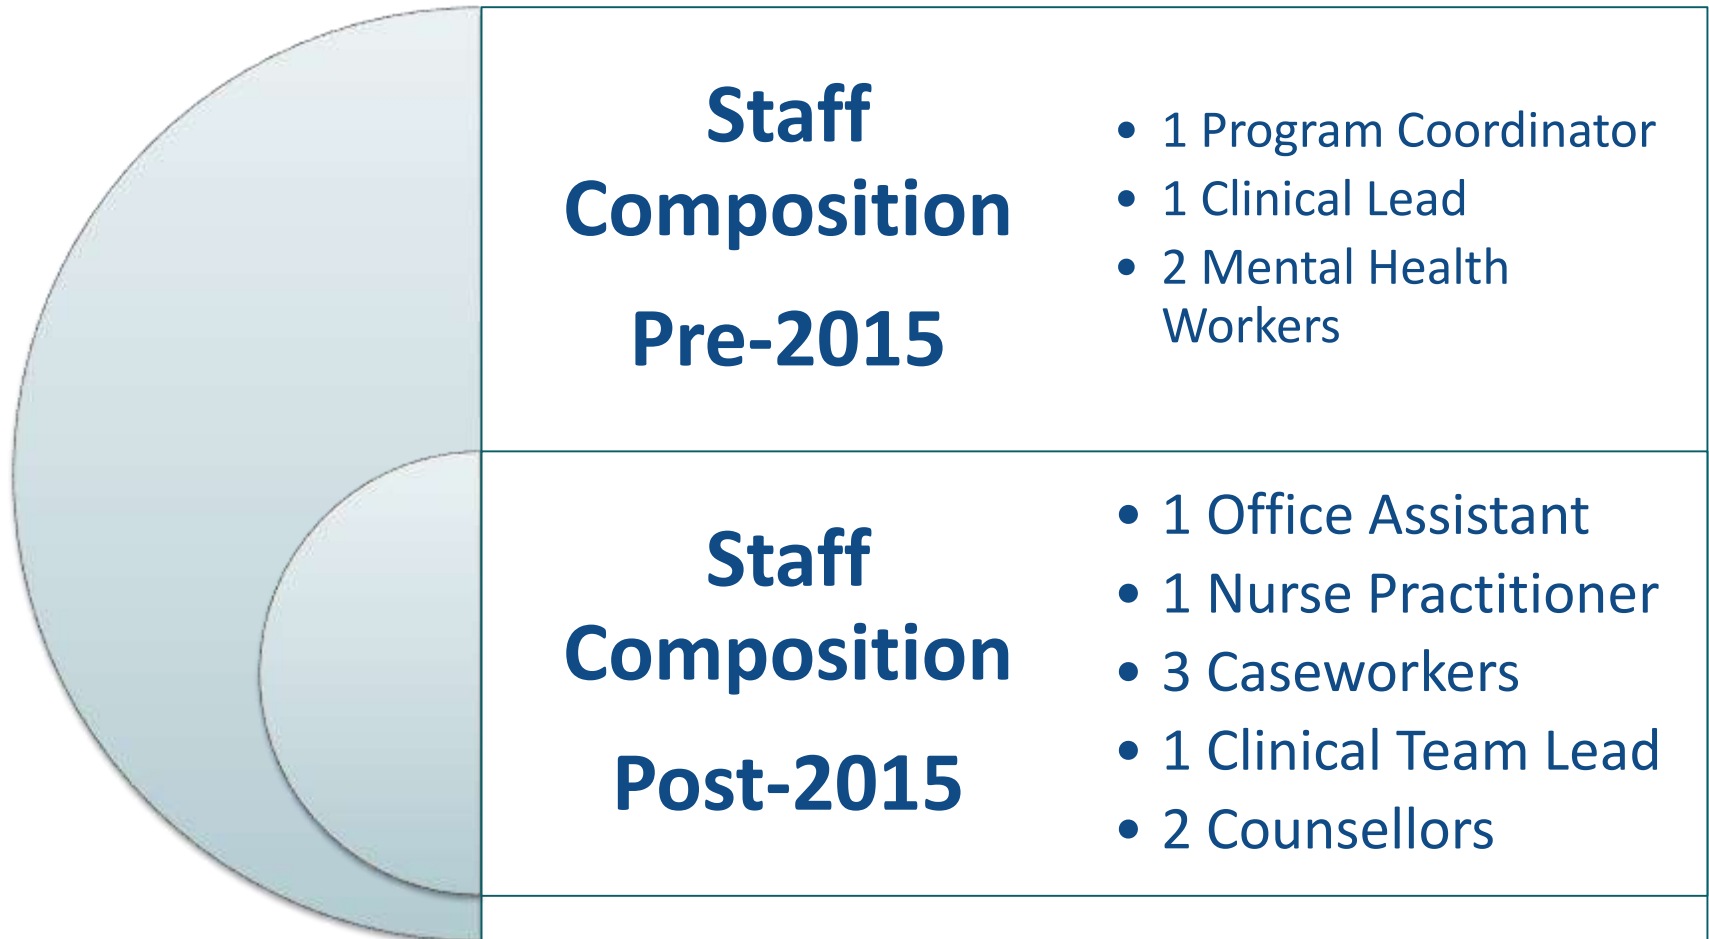 Staff
Composition
Pre-2015
• 1 Program Coordinator
• 1 Clinical Lead
• 2 Mental Health
Workers
Staff
Composition
Post-2015
• 1 Office Assistant
• 1 Nurse Practitioner
• 3 Caseworkers
• 1 Clinical Team Lead
• 2 Counsellors